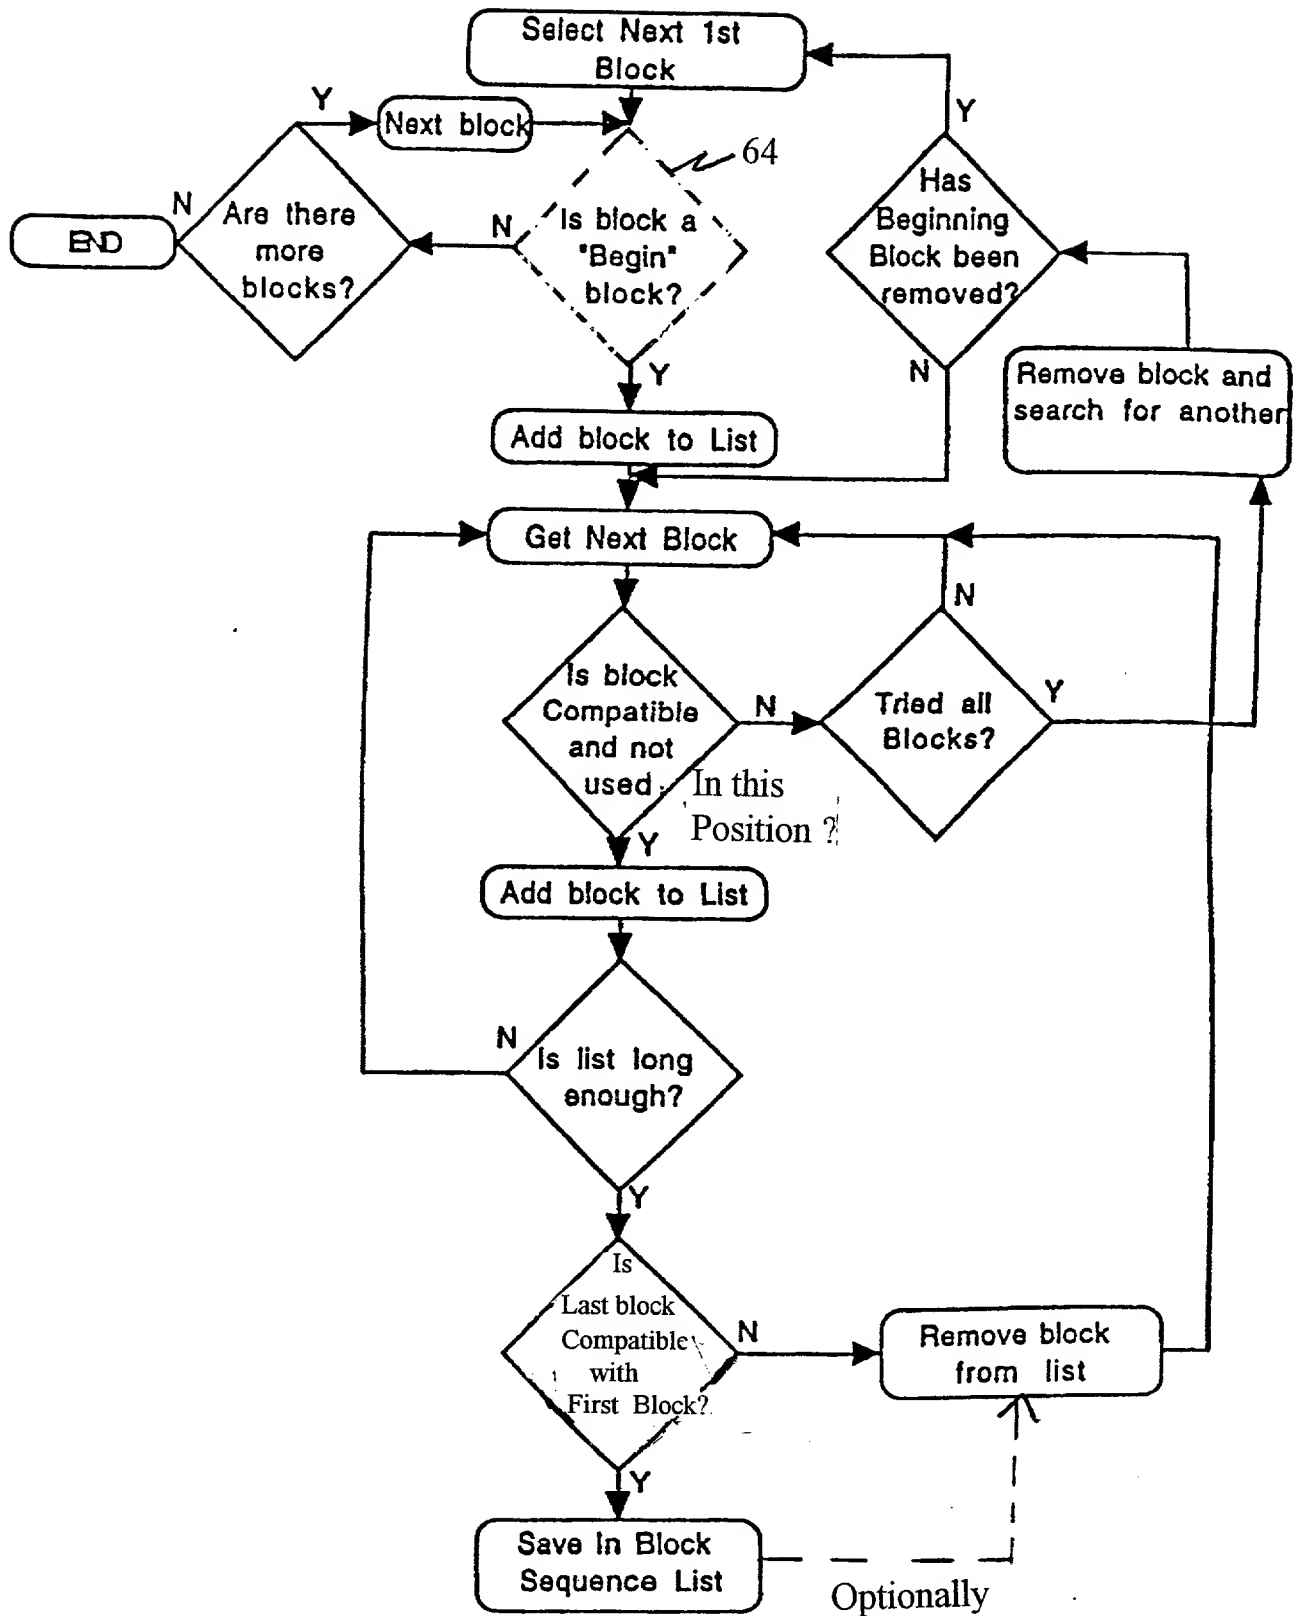 Select Next 1st
Block
Y
Next block
64
Y
Has
Beginning
Block been
removed?
N
Are there
more
blocks?
END
N
Is block a
"Begin"
block?
Y
N
Remove block and
search for another
Add block to List
Get Next Block
N
Is block
Compatible
and not
used
In this
Position ?
N
Tried all
Blocks?
Y
Y
Add block to List
N
Is list long
enough?
Y
Is
Last block
Compatible
with
First Block?
N
Remove block
from list
Y
Save In Block
Sequence List
Optionally